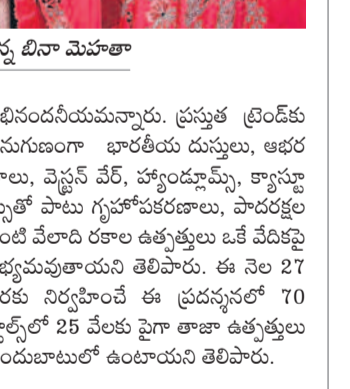 న్న బినా మెహతా
భినందనీయమన్నారు. ప్రస్తుత ట్రెండ్‌కు
నుగుణంగా భారతీయ దుస్తులు, ఆభర
ాలు, వెస్ట్రన్ వేర్, హ్యాండ్లూమ్స్, క్యాస్టూ
్సుతో పాటు గృహోపకరణాలు, పాదరక్షల
ంటి వేలాది రకాల ఉత్పత్తులు ఒకే వేదికపై
భ్యమవుతాయని తెలిపారు. ఈ నెల 27
రకు నిర్వహించే ఈ ప్రదర్శనలో 70
టాల్స్‌లో 25 వేలకు పైగా తాజా ఉత్పత్తులు
ందుబాటులో ఉంటాయని తెలిపారు.